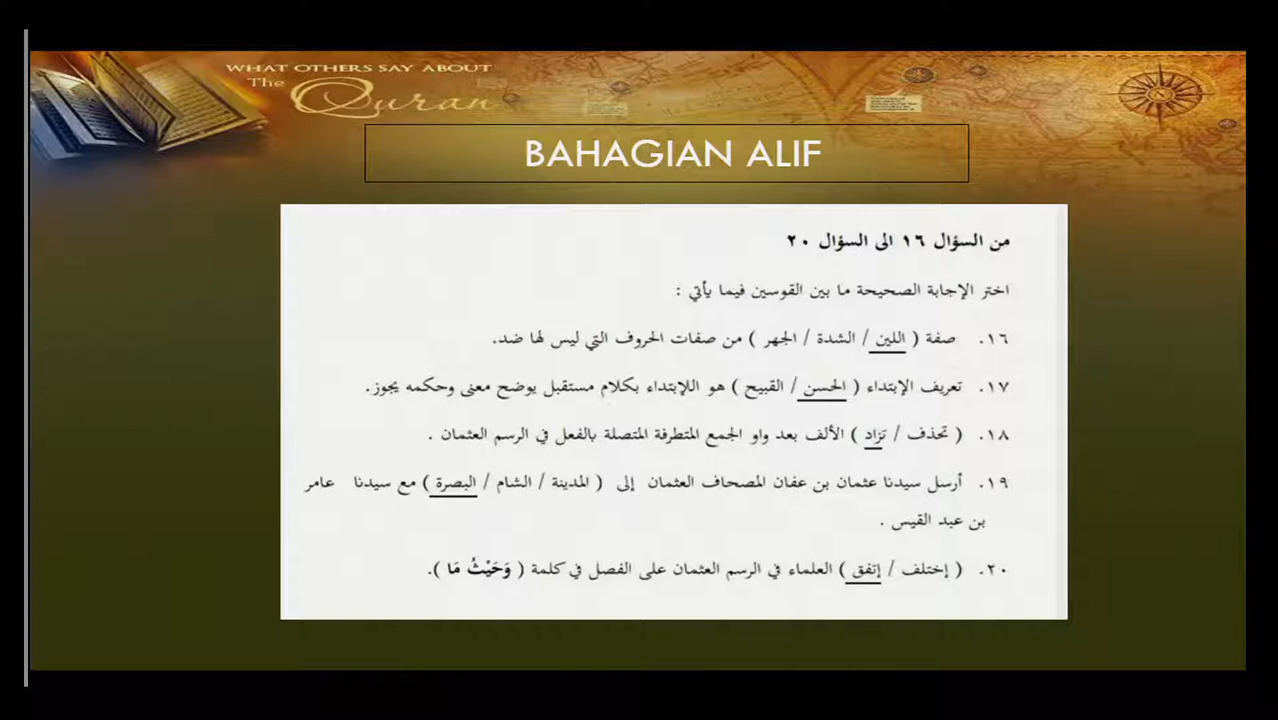 WHAT OTHERS SAY ABOUT
The Quran
BAHAGIAN ALIF
من السؤال ١٦ الى السؤال ٢٠
اختر الإجابة الصحيحة ما بين القوسين فيما يأتي :
١٦. صفة ( اللين / الشدة / الجهر ) من صفات الحروف التي ليس لها ضد.
١٧. تعريف الإبتداء ( الحسن / القبيح ) هو اللإبتداء بكلام مستقبل يوضح معنى وحكمه يجوز.
١٨. ( تحذف / تزاد ) الألف بعد واو الجمع المتطرفة المتصلة بالفعل في الرسم العثمان .
١٩. أرسل سيدنا عثمان بن عفان المصحاف العثمان إلى ( المدينة / الشام / البصرة ) مع سيدنا عامر
بن عبد القيس .
٢٠. ( إختلف / إتفق ) العلماء في الرسم العثمان على الفصل في كلمة ( وَحَيْثُ مَا ).